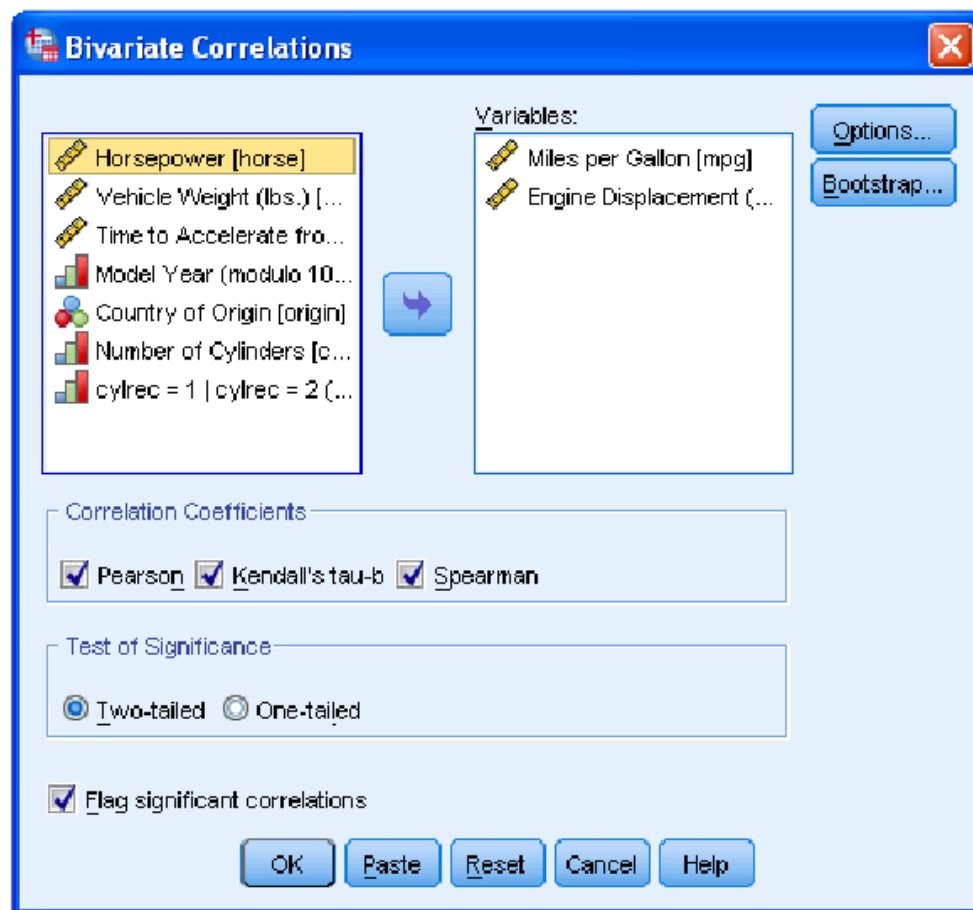 Bivariate Correlations
Horsepower [horse]
Vehicle Weight (lbs.) [...
Time to Accelerate fro...
Model Year (modulo 10...
Country of Origin [origin]
Number of Cylinders [c...
cylrec = 1 | cylrec = 2 (...
Variables:
Miles per Gallon [mpg]
Engine Displacement (...
Options...
Bootstrap...
Correlation Coefficients
Pearson Kendall's tau-b Spearman
Test of Significance
Two-tailed One-tailed
Flag significant correlations
OK Paste Reset Cancel Help